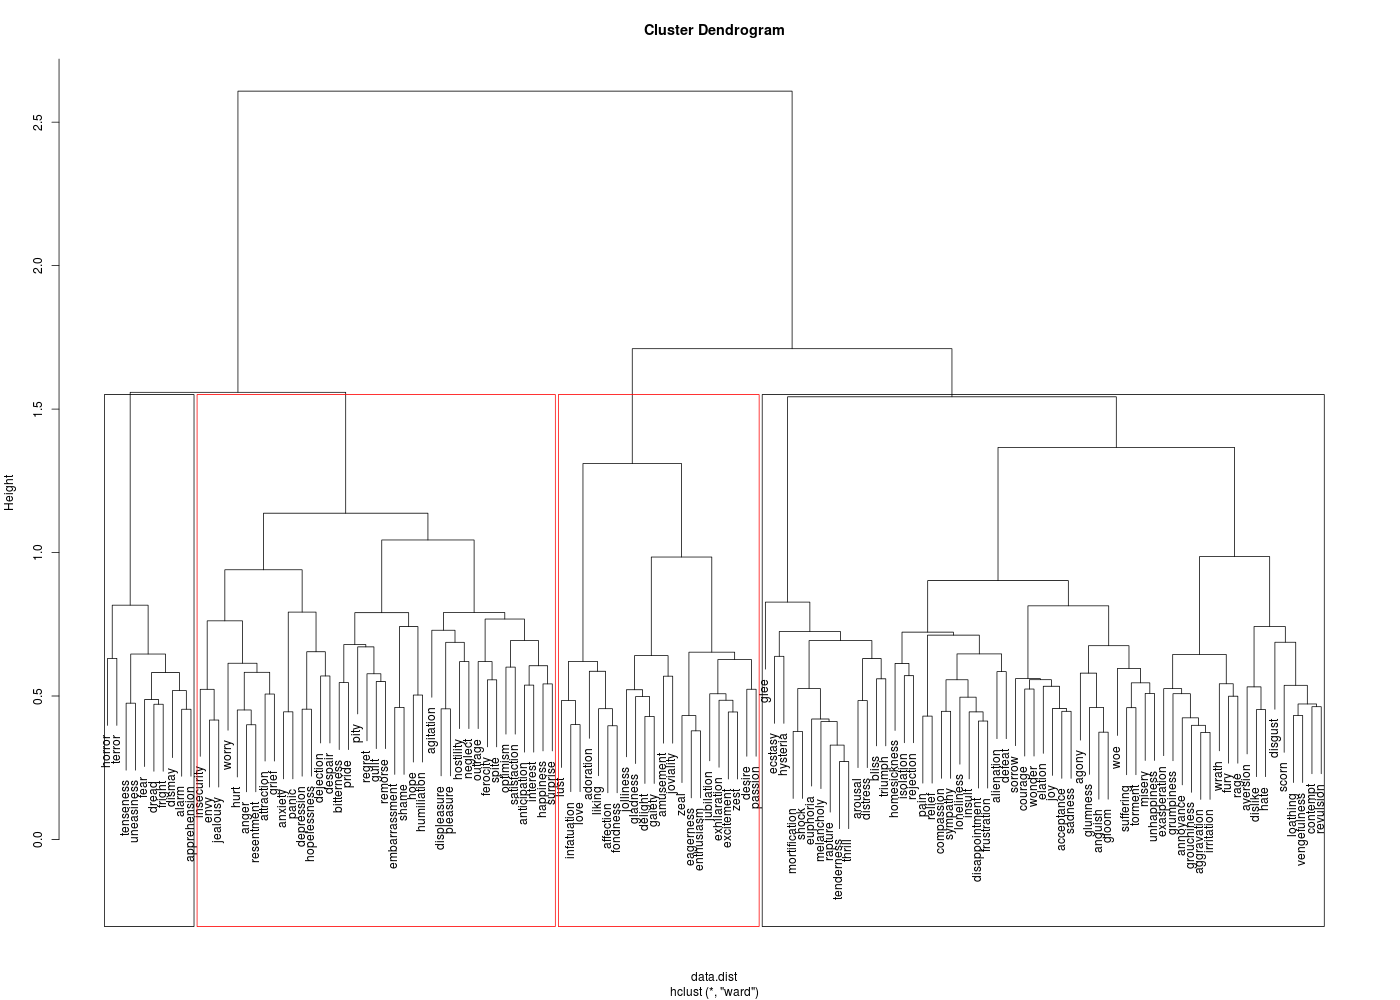 Cluster Dendrogram
Height
2.5
2.0
1.5
1.0
0.5
0.0
horror
terror
tenseness
uneasiness
fear
dread
fright
dismay
alarm
apprehension
insecurity
envy
jealously
worry
hurt
anger
resentment
attraction
grief
anxiety
panic
depression
hopelessness
dejection
despair
bitterness
pride
pity
regret
guilt
remorse
embarrassment
shame
hope
humiliation
agitation
displeasure
pleasure
hostility
neglect
outrage
ferocity
spite
optimism
satisfaction
anticipation
interest
happiness
surprise
lust
infatuation
love
adoration
liking
affection
fondness
jolliness
gladness
delight
gaiety
amusement
joviality
zeal
eagerness
enthusiasm
jubilation
exhilaration
excitement
zest
desire
passion
glee
ecstasy
hysteria
mortification
shock
euphoria
melancholy
rapture
tenderness
thrill
arousal
distress
bliss
triumph
homesickness
isolation
rejection
pain
relief
compassion
sympathy
loneliness
insult
disappointment
frustration
alienation
defeat
sorrow
courage
wonder
elation
joy
acceptance
sadness
agony
glumness
anguish
gloom
woe
suffering
torment
misery
unhappiness
exasperation
grumpiness
annoyance
grouchiness
aggravation
irritation
wrath
fury
rage
aversion
dislike
hate
disgust
scorn
loathing
vengefulness
contempt
revulsion
data.dist
hclust (*, "ward")